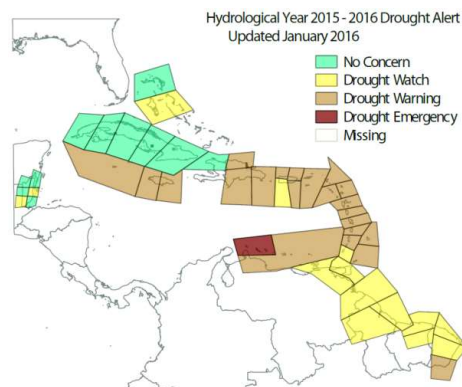 Hydrological Year 2015 - 2016 Drought Alert
Updated January 2016
No Concern
Drought Watch
Drought Warning
Drought Emergency
Missing